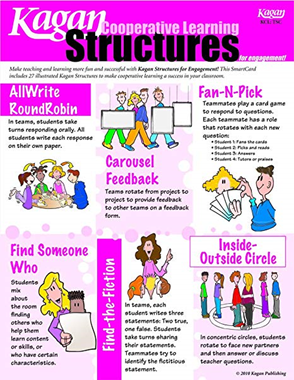 Kagan
Cooperative Learning
Structures
for engagement!
Kagan
Make teaching and learning more fun and successful with Kagan Structures for Engagement! This SmartCard
includes 27 illustrated Kagan Structures to make cooperative learning a success in your classroom.
AllWrite
RoundRobin
In teams, students take
turns responding orally. All
students write each
response on their own paper.
Carousel
Feedback
Teams rotate from project to
project to provide feedback
to other teams on a feedback
form.
Fan-N-Pick
Teammates play a card game
to respond to questions.
Each teammate has a role
that rotates with each new
question:
• Student 1: Fans the cards
• Student 2: Picks and reads
• Student 3: Answers
• Student 4: Tutors or praises
Find Someone
Who
Students
mix
about the
room
finding
others who
help them
learn content
or skills, or
who have certain
characteristics.
Find-the-Fiction
In teams, each
student writes three
statements: Two true,
one false. Students
take turns sharing
their statements.
Teammates try to
identify the fictitious
statement.
Inside-
Outside Circle
In concentric circles, students
rotate to face new partners
and then answer or discuss
teacher questions.
© 2010 Kagan Publishing